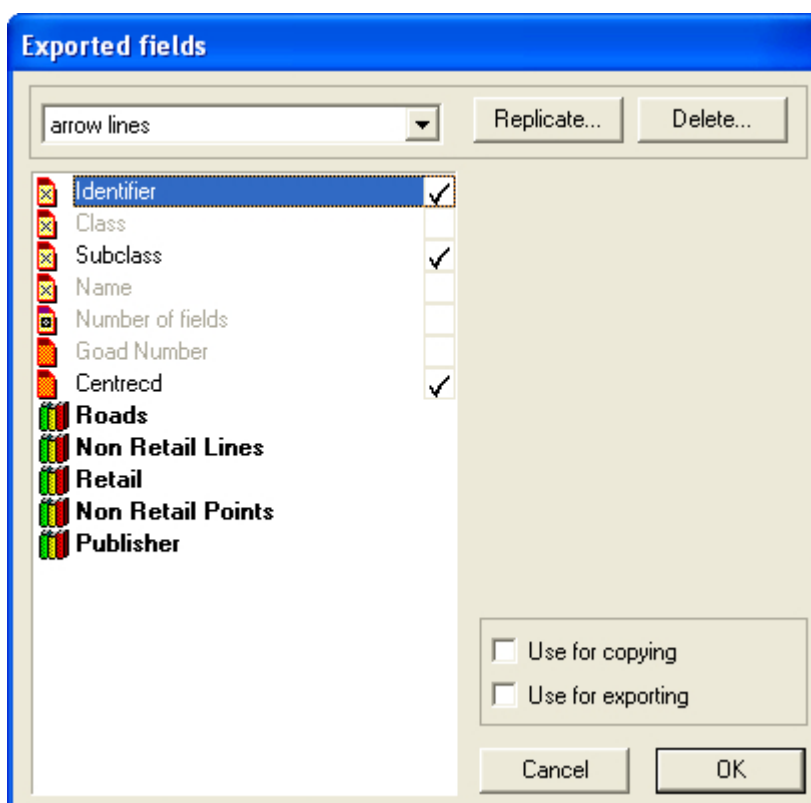 Exported fields
arrow lines
Replicate...
Delete...
Identifier
Class
Subclass
Name
Number of fields
Goad Number
Centrecd
Roads
Non Retail Lines
Retail
Non Retail Points
Publisher
Use for copying
Use for exporting
Cancel
OK